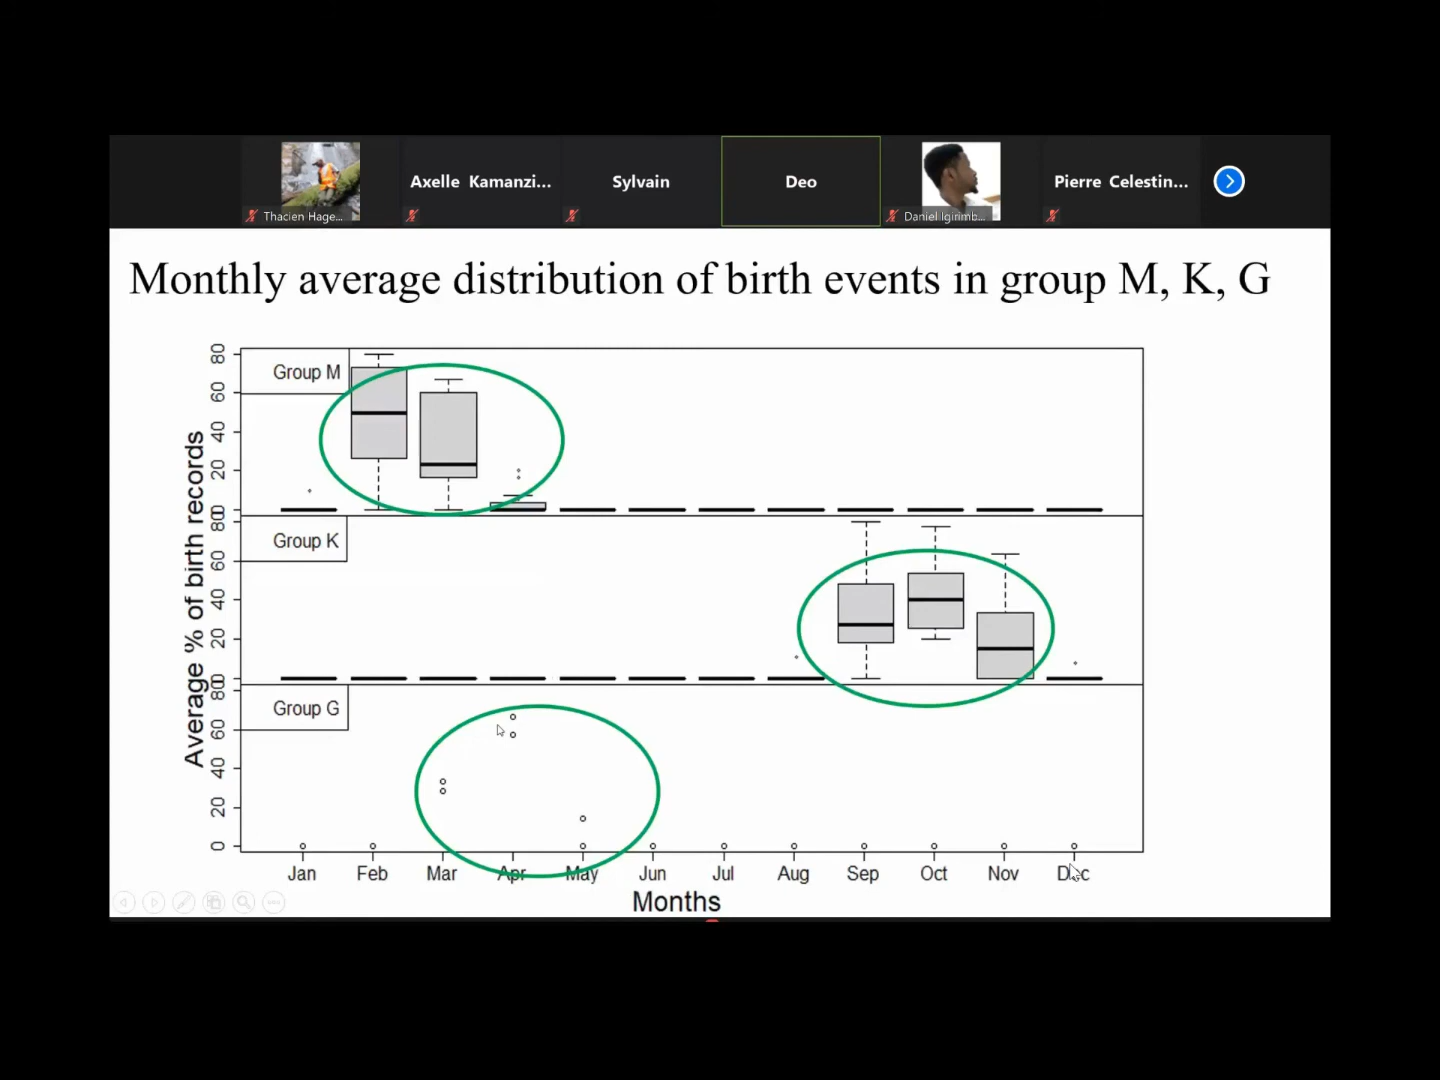 Axelle Kamanzi...
Sylvain
Deo
Pierre Celestin...
Thacien Hage...
Daniel Igirimb...
Monthly average distribution of birth events in group M, K, G
Average % of birth records
Group M
80
60
40
20
0
Group K
80
60
40
20
0
Group G
80
60
40
20
0
Jan Feb Mar Apr May Jun Jul Aug Sep Oct Nov Dec
Months